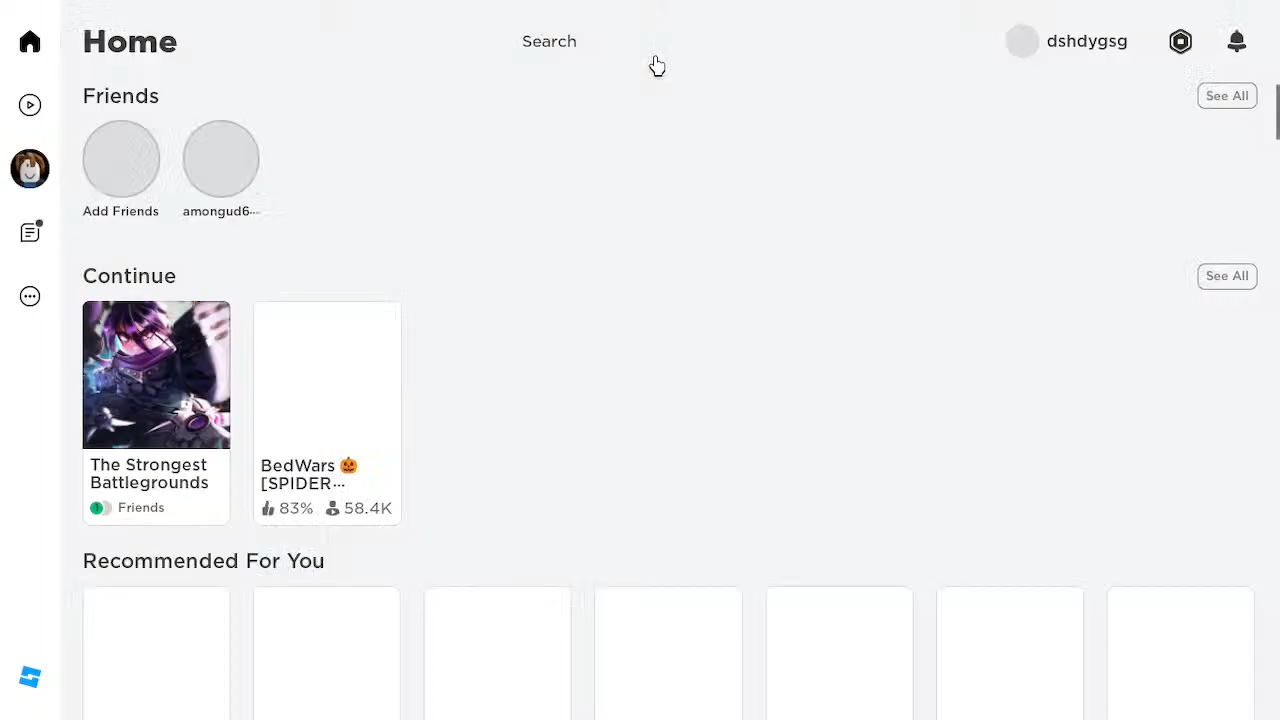 Home
Search
dshdygsg
Friends
See All
Add Friends
amongud6...
Continue
See All
The Strongest
Battlegrounds
1 Friends
BedWars 🎃
[SPIDER...
83% 58.4K
Recommended For You